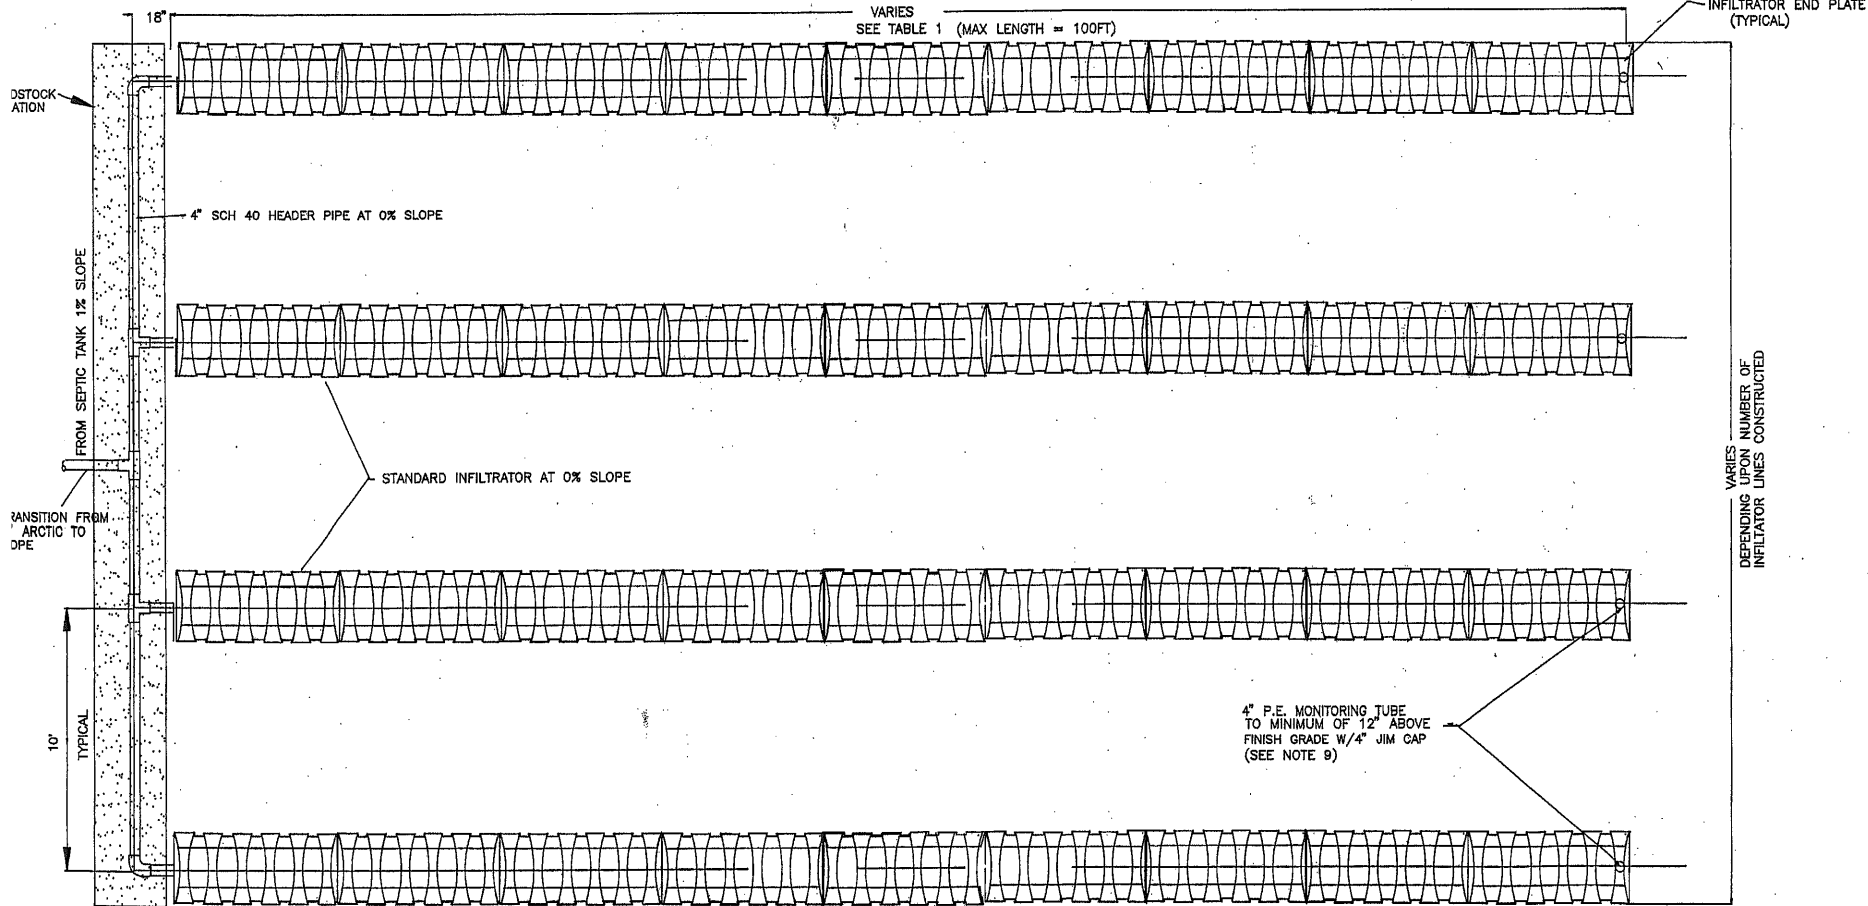 18"
VARIES
SEE TABLE 1 (MAX LENGTH = 100FT)
INFILTRATOR END PLATE
(TYPICAL)
DSTOCK
ATION
4" SCH 40 HEADER PIPE AT 0% SLOPE
FROM SEPTIC TANK 12% SLOPE
STANDARD INFILTRATOR AT 0% SLOPE
RANSITION FROM
ARCTIC TO
OPE
VARIES
DEPENDING UPON NUMBER OF
INFILTATOR LINES CONSTRUCTED
10'
TYPICAL
4" P.E. MONITORING TUBE
TO MINIMUM OF 12" ABOVE
FINISH GRADE W/4" JIM CAP
(SEE NOTE 9)